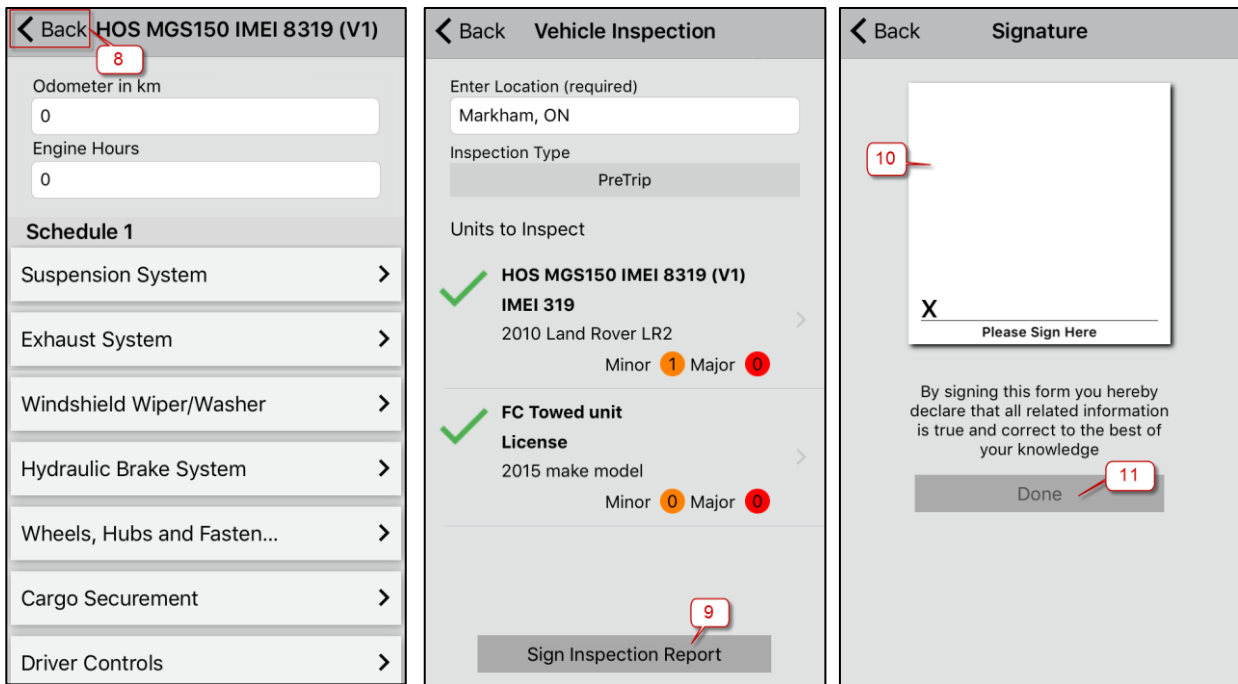 Back HOS MGS150 IMEI 8319 (V1)
8
Odometer in km
0
Engine Hours
0
Schedule 1
Suspension System
Exhaust System
Windshield Wiper/Washer
Hydraulic Brake System
Wheels, Hubs and Fasten...
Cargo Securement
Driver Controls
Back Vehicle Inspection
Enter Location (required)
Markham, ON
Inspection Type
PreTrip
Units to Inspect
HOS MGS150 IMEI 8319 (V1)
IMEI 319
2010 Land Rover LR2
Minor 1 Major 0
FC Towed unit
License
2015 make model
Minor 0 Major 0
9
Sign Inspection Report
Back Signature
10
X
Please Sign Here
By signing this form you hereby
declare that all related information
is true and correct to the best of
your knowledge
11
Done